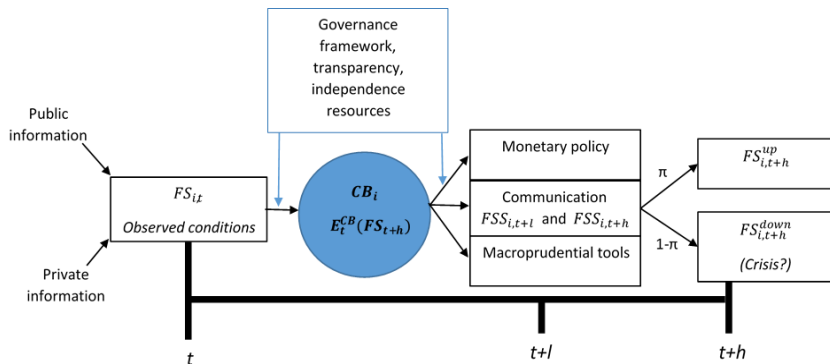 Governance
framework,
transparency,
independence
resources
Public
information
Private
information
FS_{i,t}
Observed conditions
CB_i
E_t^{CB}(FS_{t+h})
Monetary policy
Communication
FSS_{i,t+l} and FSS_{i,t+h}
Macroprudential tools
π
1-π
FS_{i,t+h}^{up}
FS_{i,t+h}^{down}
(Crisis?)
t
t+l
t+h